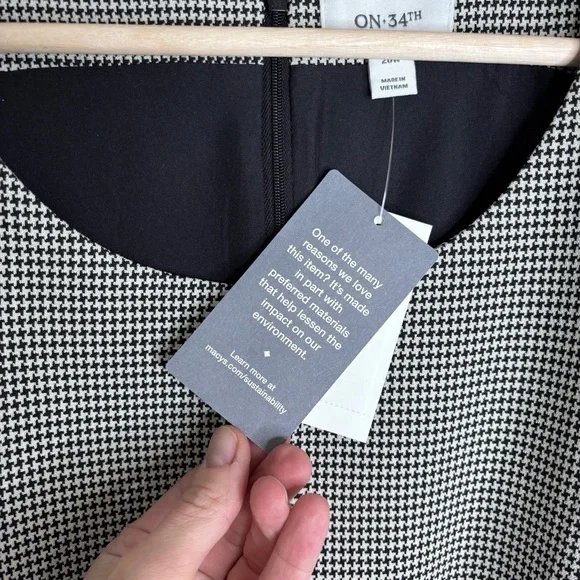 ON·34TH
MADE IN
VIETNAM
One of the many
reasons we love
this item? It's made
in part with
preferred materials
that help lessen the
impact on our
environment.
Learn more at
macys.com/sustainability